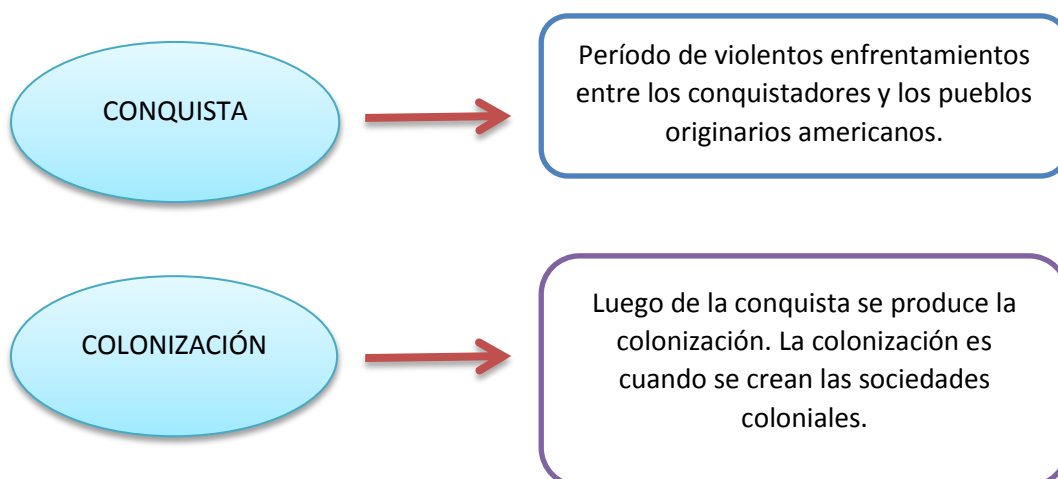 CONQUISTA
Período de violentos enfrentamientos
entre los conquistadores y los pueblos
originarios americanos.
COLONIZACIÓN
Luego de la conquista se produce la
colonización. La colonización es
cuando se crean las sociedades
coloniales.